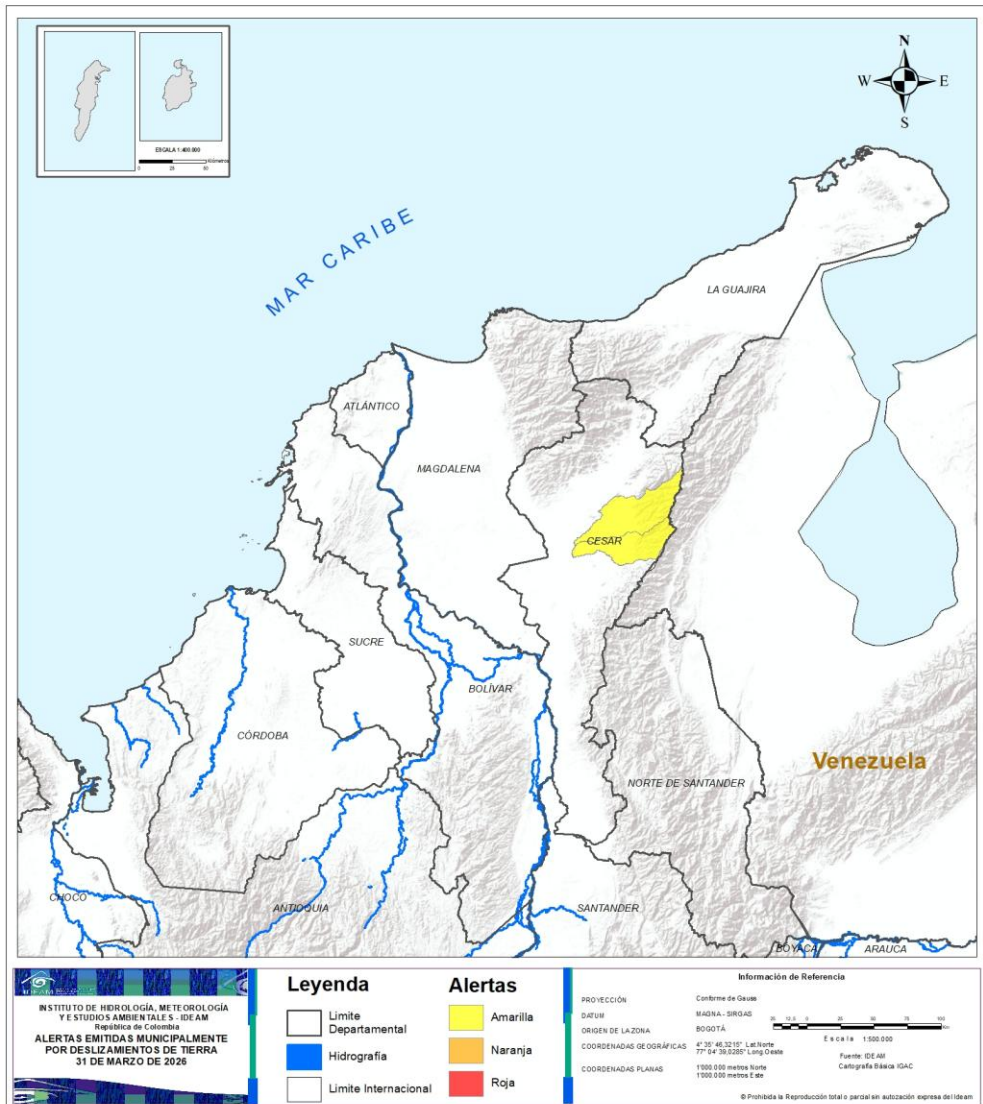 ESCALA 1:400.000
N
W
E
S
MAR CARIBE
LA GUAJIRA
ATLÁNTICO
MAGDALENA
CESAR
SUCRE
BOLÍVAR
CÓRDOBA
NORTE DE SANTANDER
Venezuela
CHOCO
ANTIOQUIA
SANTANDER
BOYACÁ
ARAUCA
IDEAM
INSTITUTO DE HIDROLOGÍA, METEOROLOGÍA
Y ESTUDIOS AMBIENTALES - IDEAM
República de Colombia
ALERTAS EMITIDAS MUNICIPALMENTE
POR DESLIZAMIENTOS DE TIERRA
31 DE MARZO DE 2026
Leyenda
Limite
Departamental
Hidrografía
Limite Internacional
Alertas
Amarilla
Naranja
Roja
Información de Referencia
PROYECCIÓN Conforme de Gauss
DATUM MAGNA - SIRGAS
ORIGEN DE LA ZONA BOGOTÁ
COORDENADAS GEOGRÁFICAS 4° 35' 46,3215" Lat.Norte
77° 04' 39,0285" Long.Oeste
COORDENADAS PLANAS 1'000.000 metros Norte
1'000.000 metros Este
Escala 1:500.000
Fuente: IDEAM
Cartografía Básica IGAC
© Prohibida la Reproducción total o parcial sin autozación expresa del Ideam